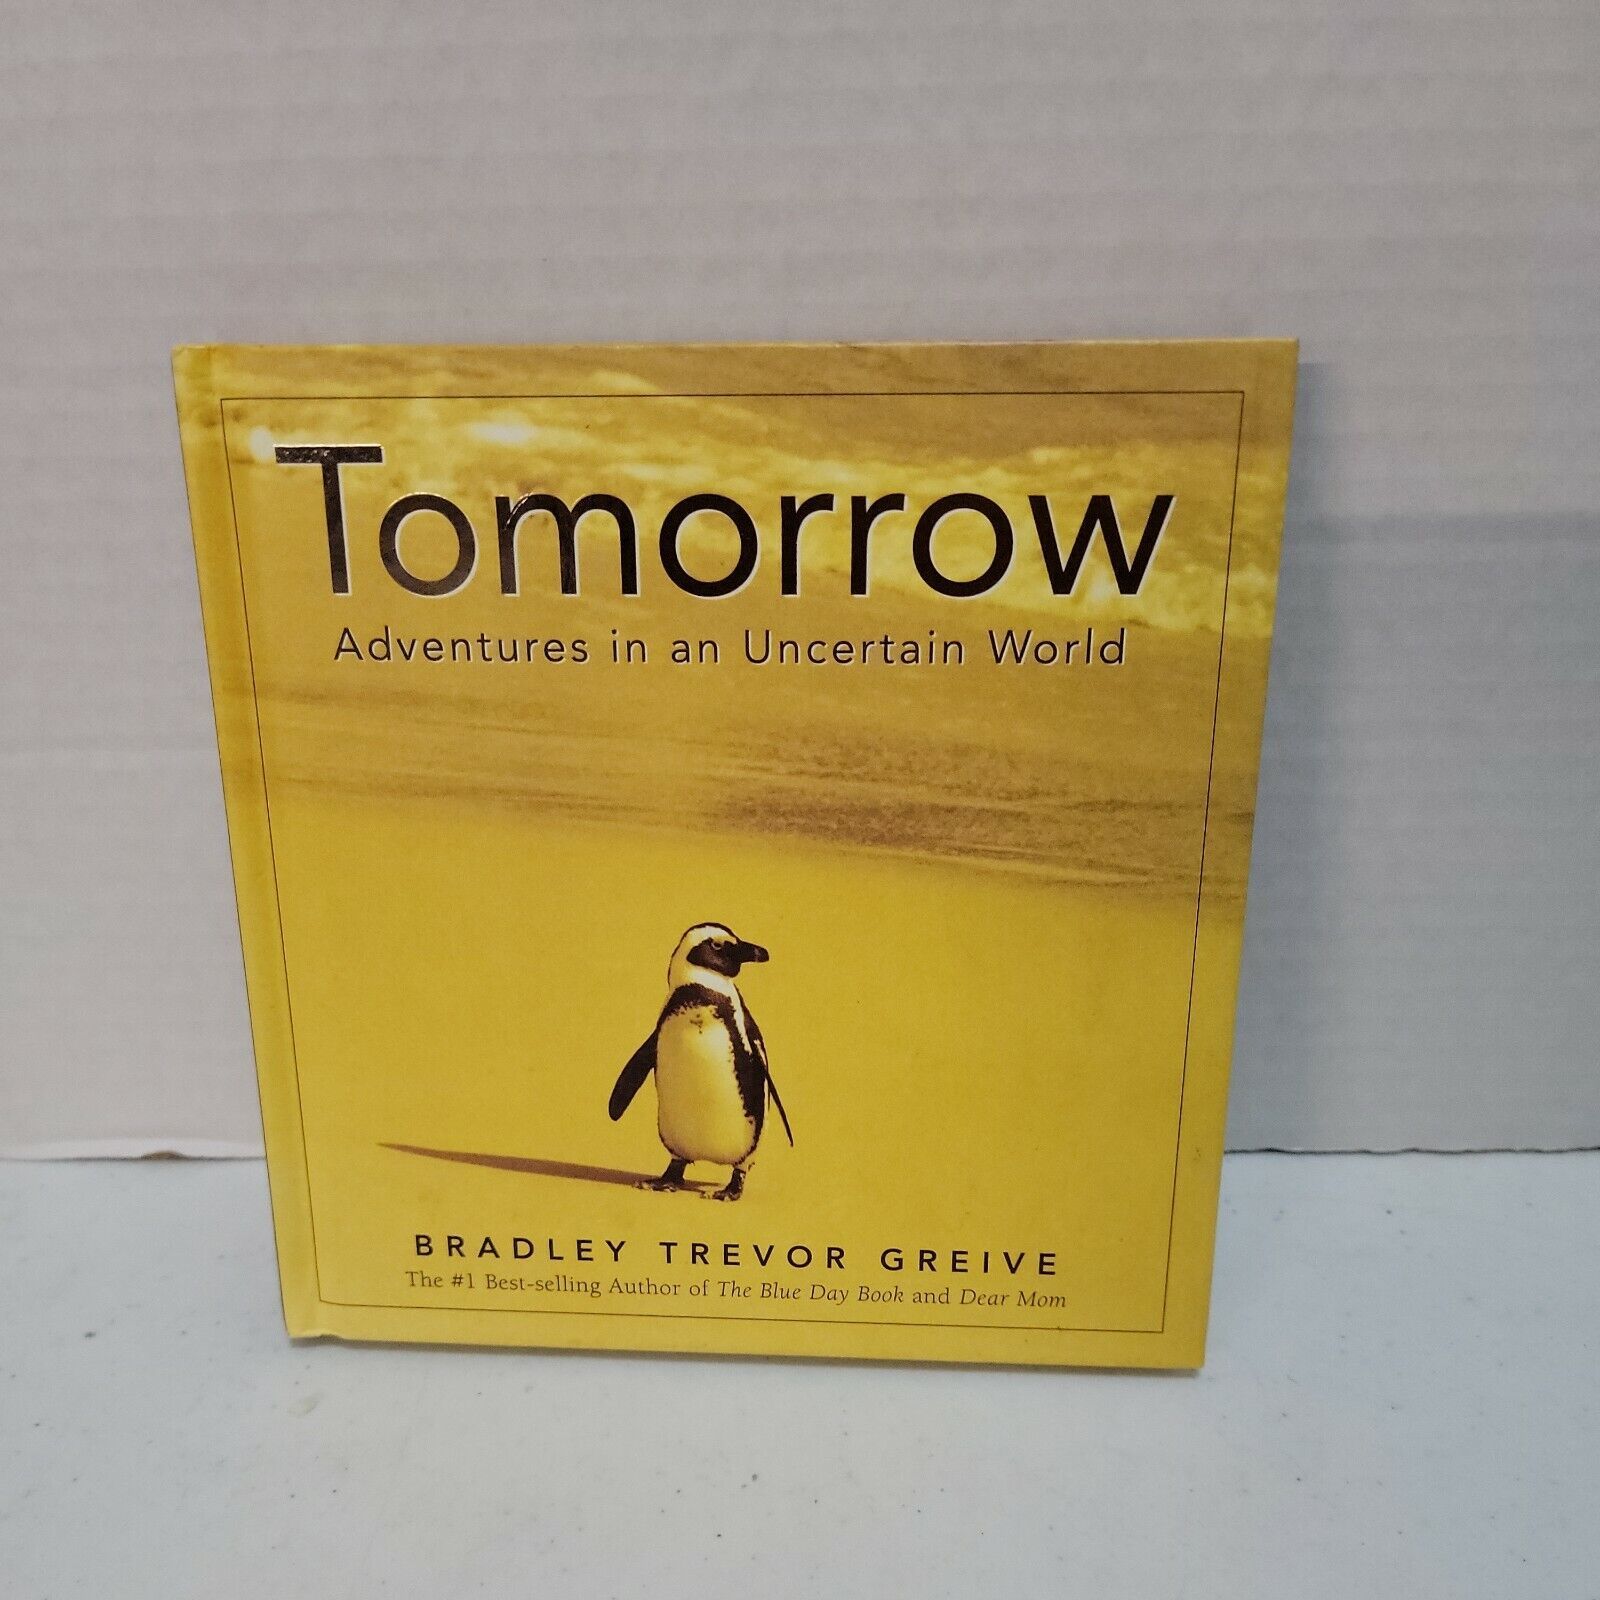 Tomorrow
Adventures in an Uncertain World
BRADLEY TREVOR GREIVE
The #1 Best-selling Author of The Blue Day Book and Dear Mom